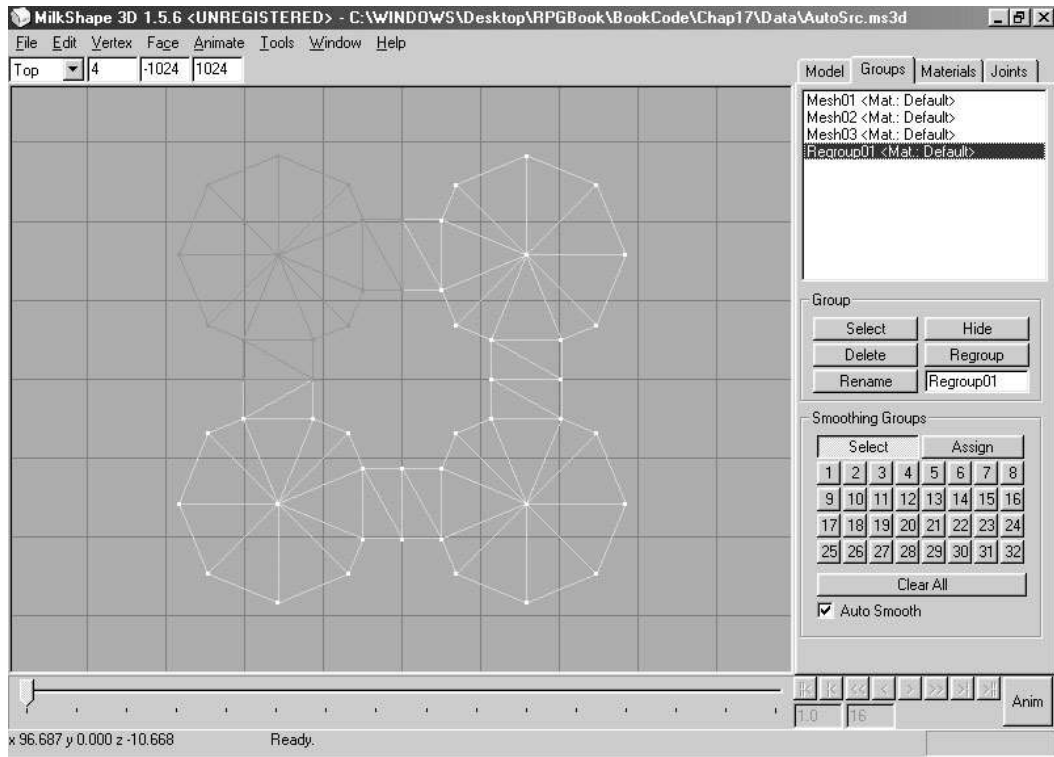 MilkShape 3D 1.5.6 <UNREGISTERED> - C:\WINDOWS\Desktop\RPGBook\BookCode\Chap17\Data\AutoSrc.ms3d
File Edit Vertex Face Animate Tools Window Help
Top 4 -1024 1024
Model Groups Materials Joints
Mesh01 <Mat.: Default>
Mesh02 <Mat.: Default>
Mesh03 <Mat.: Default>
Regroup01 <Mat.: Default>
Group
Select Hide
Delete Regroup
Rename Regroup01
Smoothing Groups
Select Assign
1 2 3 4 5 6 7 8
9 10 11 12 13 14 15 16
17 18 19 20 21 22 23 24
25 26 27 28 29 30 31 32
Clear All
Auto Smooth
|< |< << < > >> >| >|
1.0 16 Anim
x 96.687 y 0.000 z -10.668 Ready.